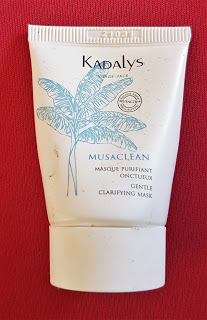 KADALYS
MUSACLEAN
MASQUE PURIFIANT
ONCTUEUX
GENTLE
CLARIFYING MASK